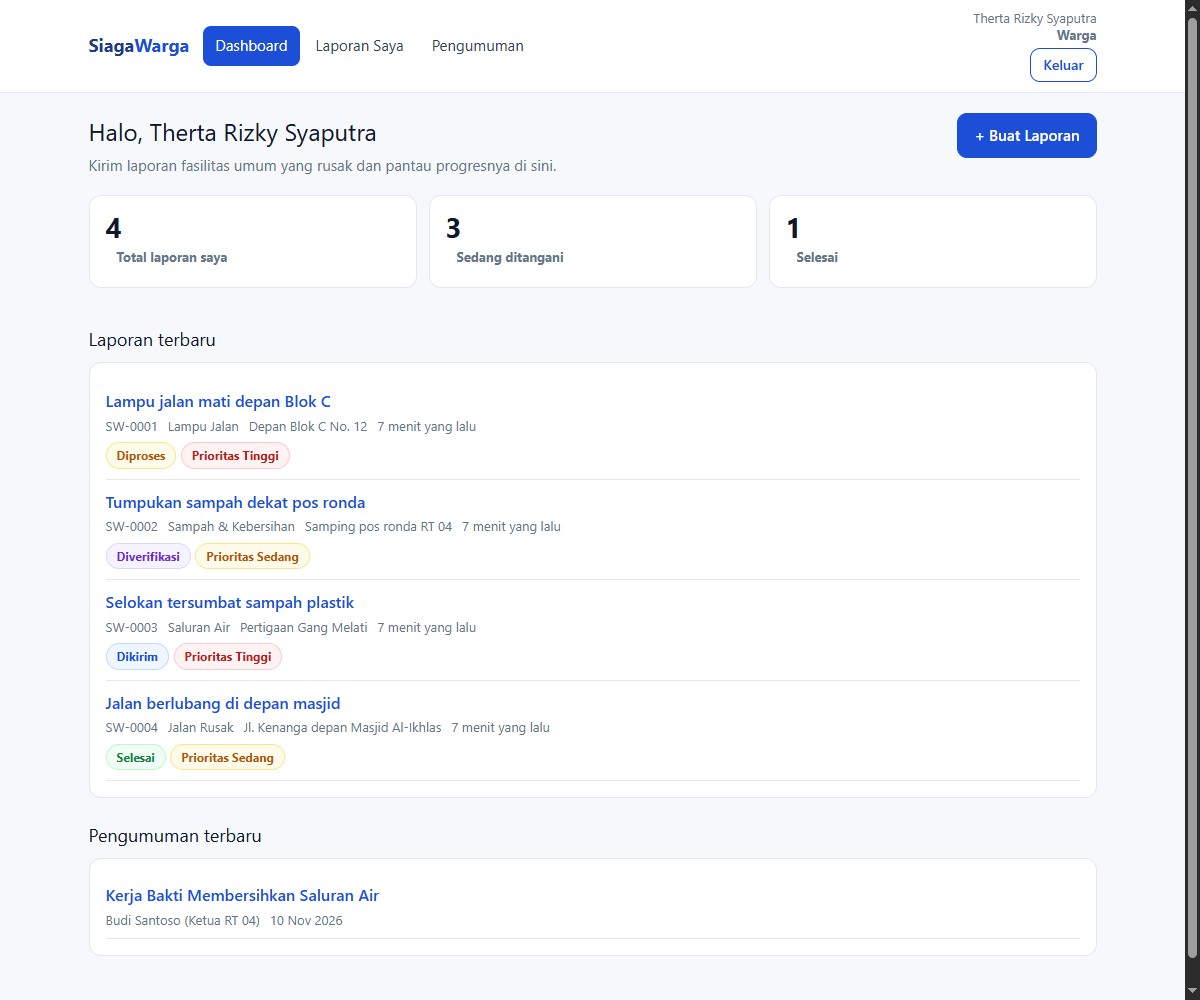 SiagaWarga Dashboard Laporan Saya Pengumuman
Therta Rizky Syaputra
Warga
Keluar
Halo, Therta Rizky Syaputra
Kirim laporan fasilitas umum yang rusak dan pantau progresnya di sini.
+ Buat Laporan
4
Total laporan saya
3
Sedang ditangani
1
Selesai
Laporan terbaru
Lampu jalan mati depan Blok C
SW-0001 Lampu Jalan Depan Blok C No. 12 7 menit yang lalu
Diproses Prioritas Tinggi
Tumpukan sampah dekat pos ronda
SW-0002 Sampah & Kebersihan Samping pos ronda RT 04 7 menit yang lalu
Diverifikasi Prioritas Sedang
Selokan tersumbat sampah plastik
SW-0003 Saluran Air Pertigaan Gang Melati 7 menit yang lalu
Dikirim Prioritas Tinggi
Jalan berlubang di depan masjid
SW-0004 Jalan Rusak Jl. Kenanga depan Masjid Al-Ikhlas 7 menit yang lalu
Selesai Prioritas Sedang
Pengumuman terbaru
Kerja Bakti Membersihkan Saluran Air
Budi Santoso (Ketua RT 04) 10 Nov 2026